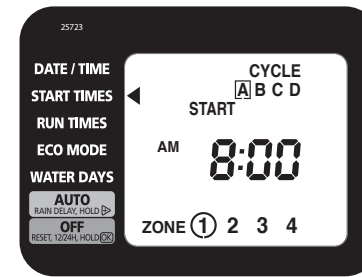 25723
DATE / TIME
START TIMES
RUN TIMES
ECO MODE
WATER DAYS
AUTO
RAIN DELAY, HOLD
OFF
RESET, 12/24H, HOLD OK
CYCLE
A B C D
START
AM 8:00
ZONE 1 2 3 4